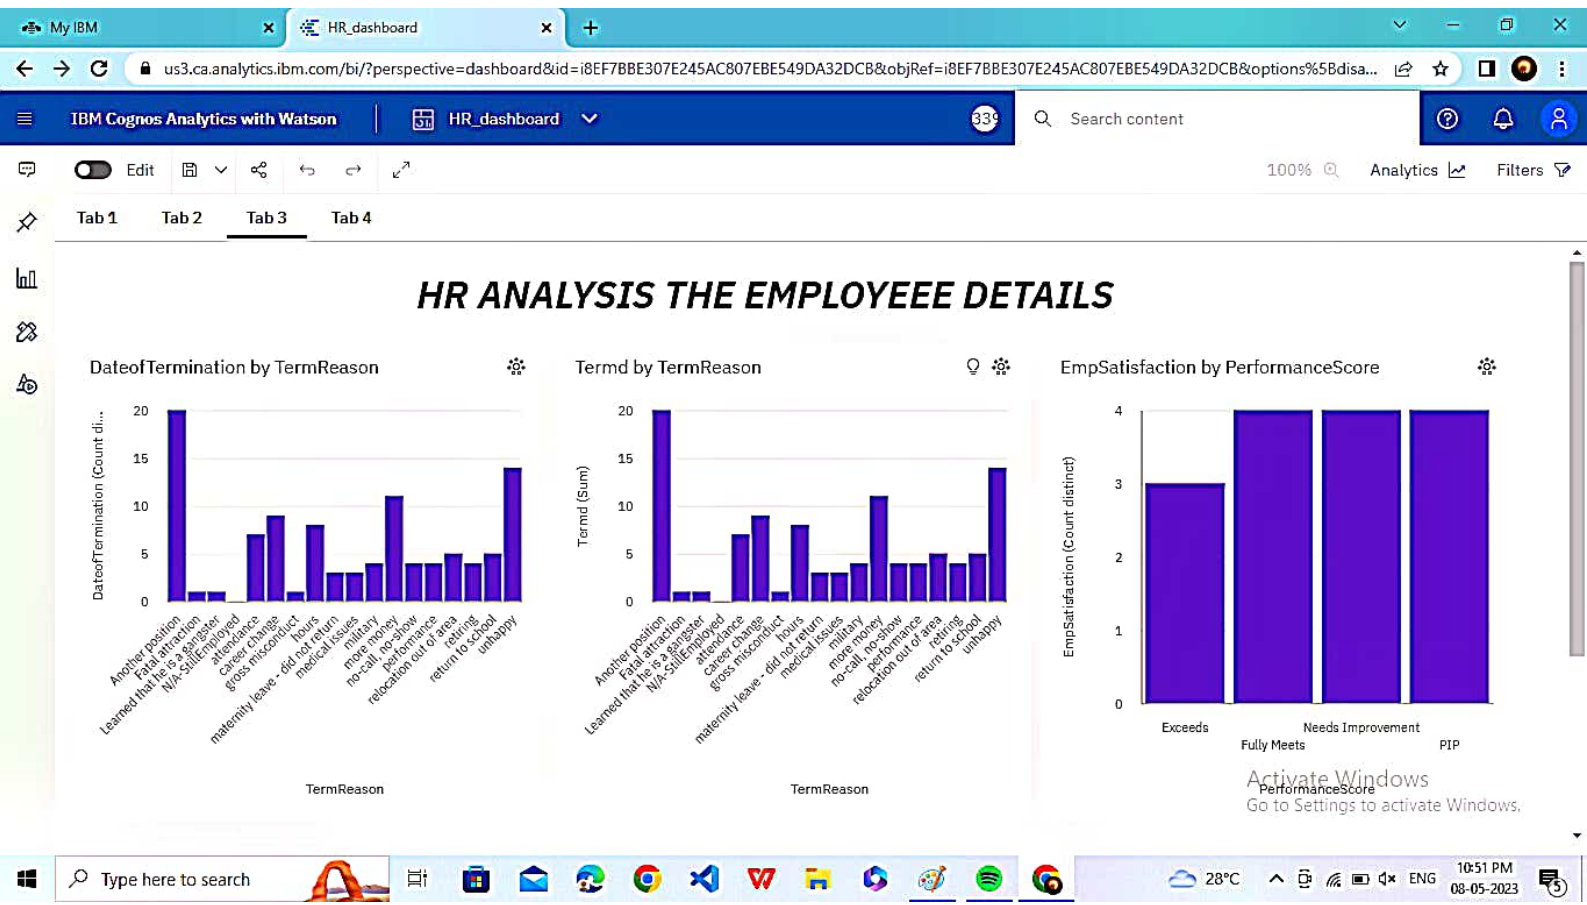 My IBM
HR_dashboard
us3.ca.analytics.ibm.com/bi/?perspective=dashboard&id=i8EF7BBE307E245AC807EBE549DA32DCB&objRef=i8EF7BBE307E245AC807EBE549DA32DCB&options%5Bdisa...
IBM Cognos Analytics with Watson
HR_dashboard
339
Search content
Edit
100%
Analytics
Filters
Tab 1 Tab 2 Tab 3 Tab 4
HR ANALYSIS THE EMPLOYEEE DETAILS
DateofTermination by TermReason
DateofTermination (Count di...
20
15
10
5
0
Another position
Fatal attraction
Learned that he is a gangster
N/A-StillEmployed
attendance
career change
gross misconduct
hours
maternity leave - did not return
medical issues
military
more money
no-call, no-show
performance
relocation out of area
retiring
return to school
unhappy
TermReason
Termd by TermReason
Termd (Sum)
20
15
10
5
0
Another position
Fatal attraction
Learned that he is a gangster
N/A-StillEmployed
attendance
career change
gross misconduct
hours
maternity leave - did not return
medical issues
military
more money
no-call, no-show
performance
relocation out of area
retiring
return to school
unhappy
TermReason
EmpSatisfaction by PerformanceScore
EmpSatisfaction (Count distinct)
4
3
2
1
0
Exceeds
Fully Meets
Needs Improvement
PIP
PerformanceScore
Activate Windows
Go to Settings to activate Windows.
Type here to search
28°C
ENG
10:51 PM
08-05-2023
5